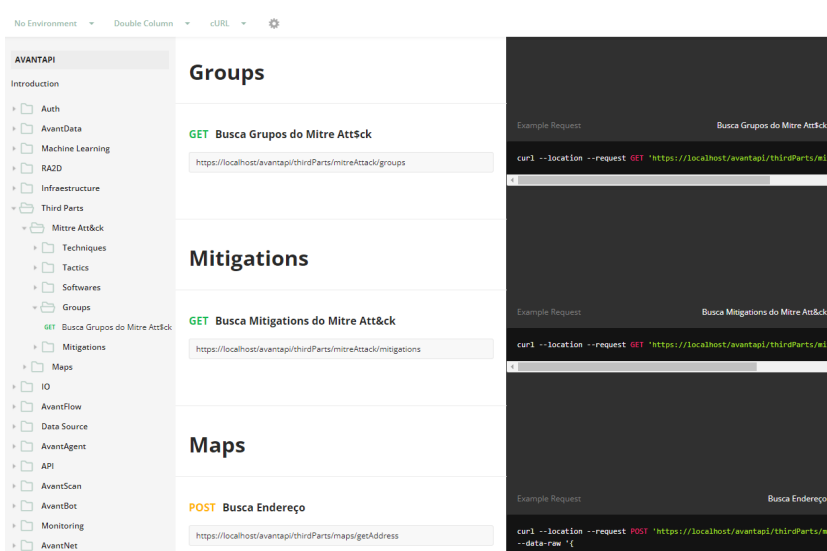 No Environment
Double Column
cURL
AVANTAPI
Introduction
Auth
AvantData
Machine Learning
RA2D
Infraestructure
Third Parts
Mittre Att&ck
Techniques
Tactics
Softwares
Groups
GET Busca Grupos do Mitre Att$ck
Mitigations
Maps
IO
AvantFlow
Data Source
AvantAgent
API
AvantScan
AvantBot
Monitoring
AvantNet
Groups
GET Busca Grupos do Mitre Att$ck
https://localhost/avantapi/thirdParts/mitreAttack/groups
Mitigations
GET Busca Mitigations do Mitre Att&ck
https://localhost/avantapi/thirdParts/mitreAttack/mitigations
Maps
POST Busca Endereço
https://localhost/avantapi/thirdParts/maps/getAddress
Example Request
Busca Grupos do Mitre Att$ck
curl --location --request GET 'https://localhost/avantapi/thirdParts/mi
Example Request
Busca Mitigations do Mitre Att&ck
curl --location --request GET 'https://localhost/avantapi/thirdParts/mi
Example Request
Busca Endereço
curl --location --request POST 'https://localhost/avantapi/thirdParts/m
--data-raw '{